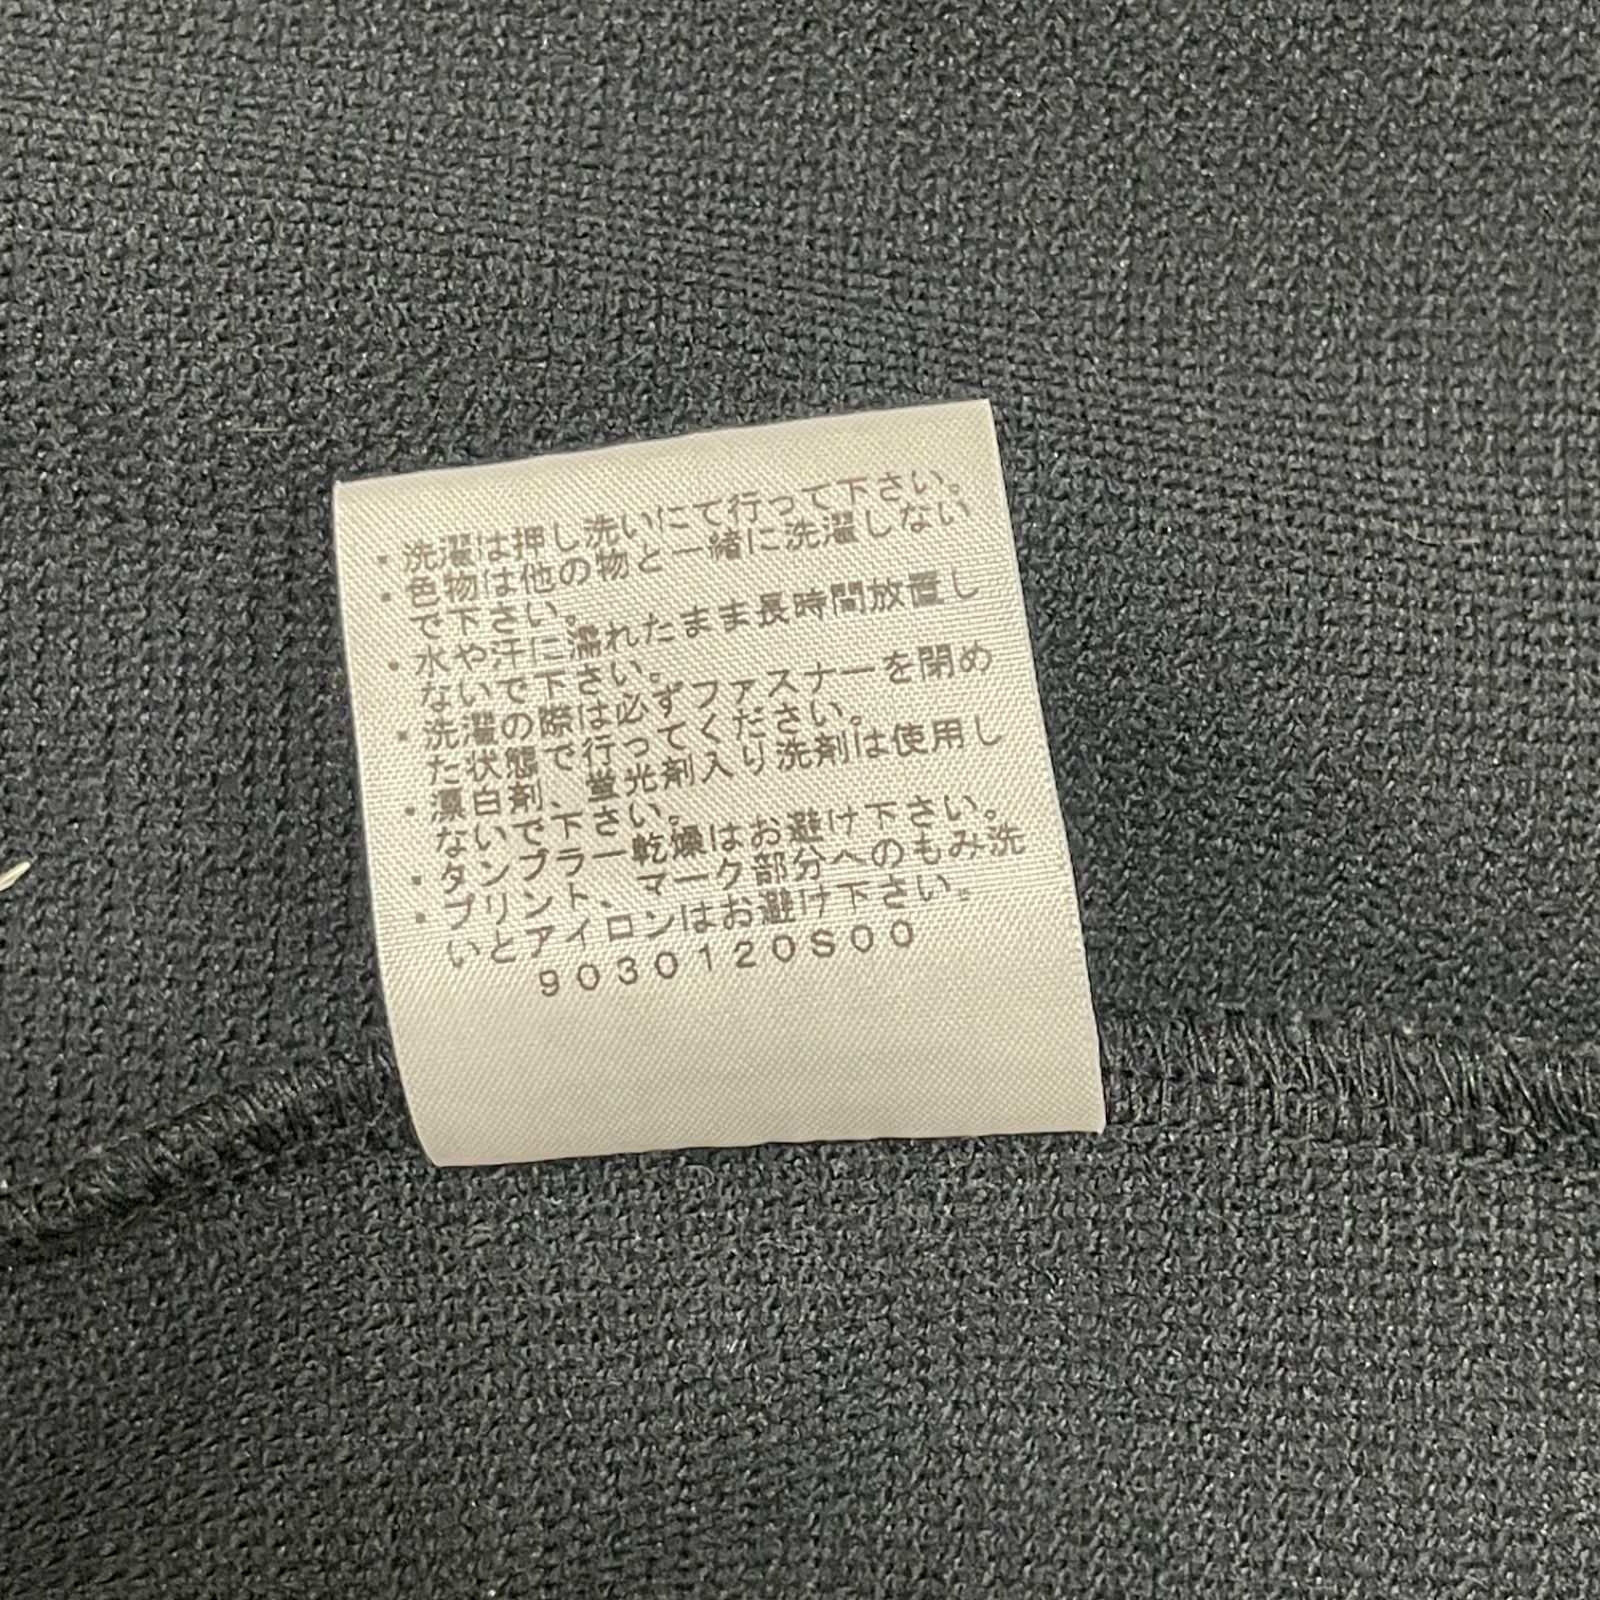 ・洗濯は押し洗いにて行って下さい。
・色物は他の物と一緒に洗濯しない
で下さい。
・水や汗に濡れたまま長時間放置し
ないで下さい。
・洗濯の際は必ずファスナーを閉め
た状態で行ってください。
・漂白剤、蛍光剤入り洗剤は使用し
ないで下さい。
・タンブラー乾燥はお避け下さい。
・プリント、マーク部分へのもみ洗
いとアイロンはお避け下さい。
9030120S00